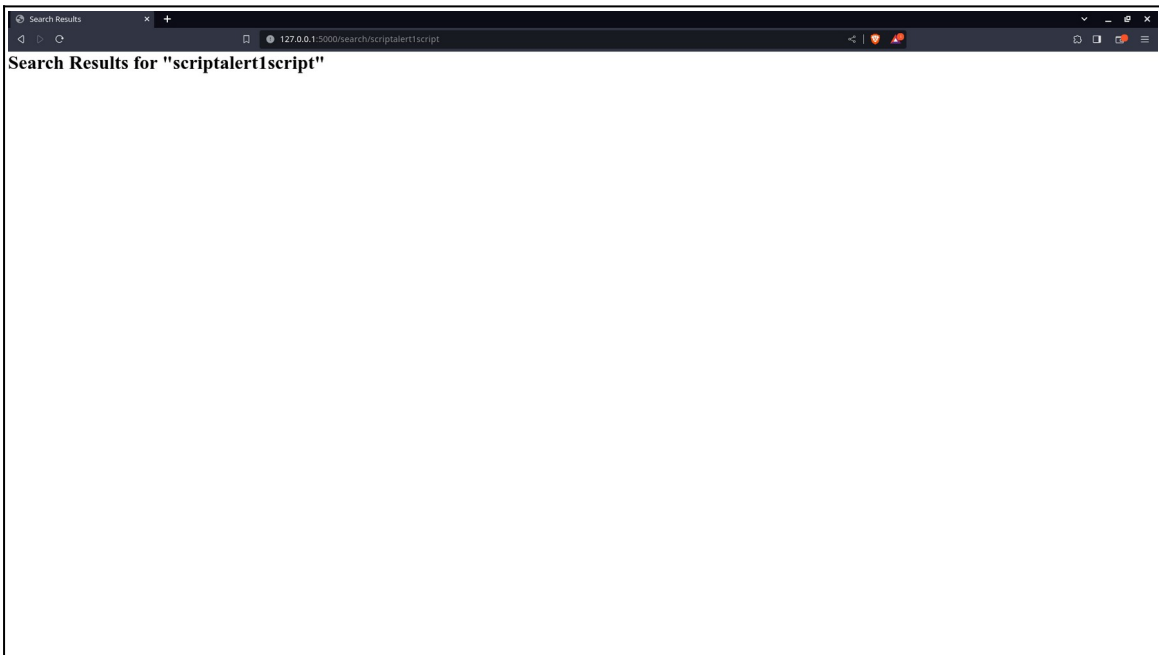 Search Results
127.0.0.1:5000/search/scriptalert1script
Search Results for "scriptalert1script"